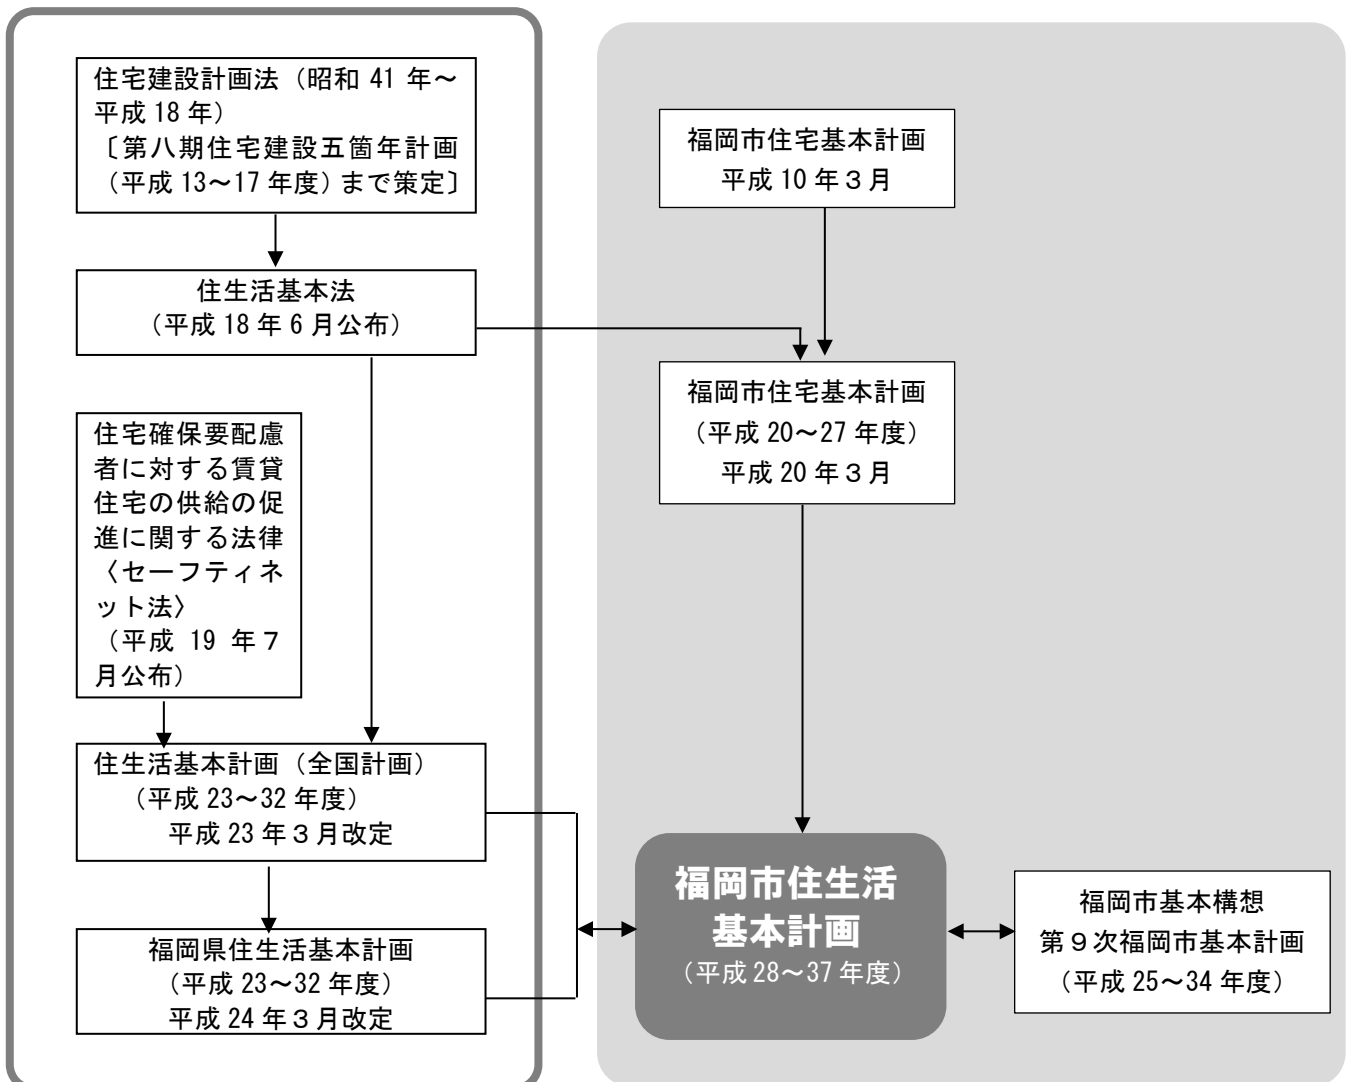 住宅建設計画法（昭和 41 年～
平成 18 年）
〔第八期住宅建設五箇年計画
（平成 13～17 年度）まで策定〕
住生活基本法
（平成 18 年 6 月公布）
住宅確保要配慮
者に対する賃貸
住宅の供給の促
進に関する法律
〈セーフティネ
ット法〉
（平成 19 年７
月公布）
住生活基本計画（全国計画）
（平成 23～32 年度）
平成 23 年３月改定
福岡県住生活基本計画
（平成 23～32 年度）
平成 24 年３月改定
福岡市住宅基本計画
平成 10 年３月
福岡市住宅基本計画
（平成 20～27 年度）
平成 20 年３月
福岡市住生活
基本計画
（平成 28～37 年度）
福岡市基本構想
第９次福岡市基本計画
（平成 25～34 年度）